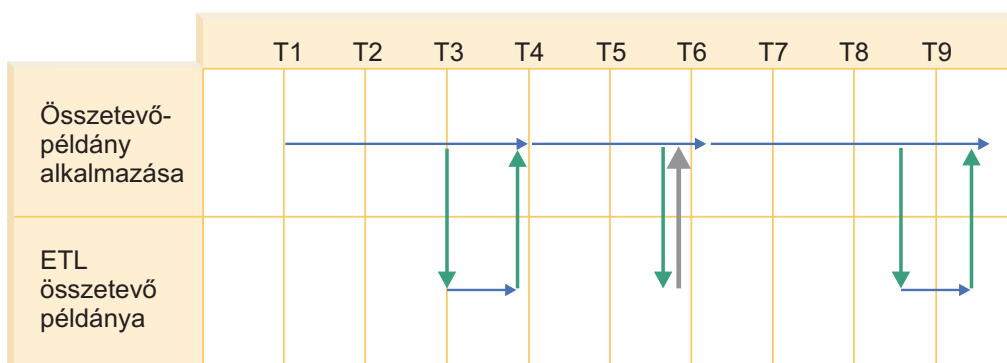 T1 T2 T3 T4 T5 T6 T7 T8 T9
Összetevő-
példány
alkalmazása
ETL
összetevő
példánya